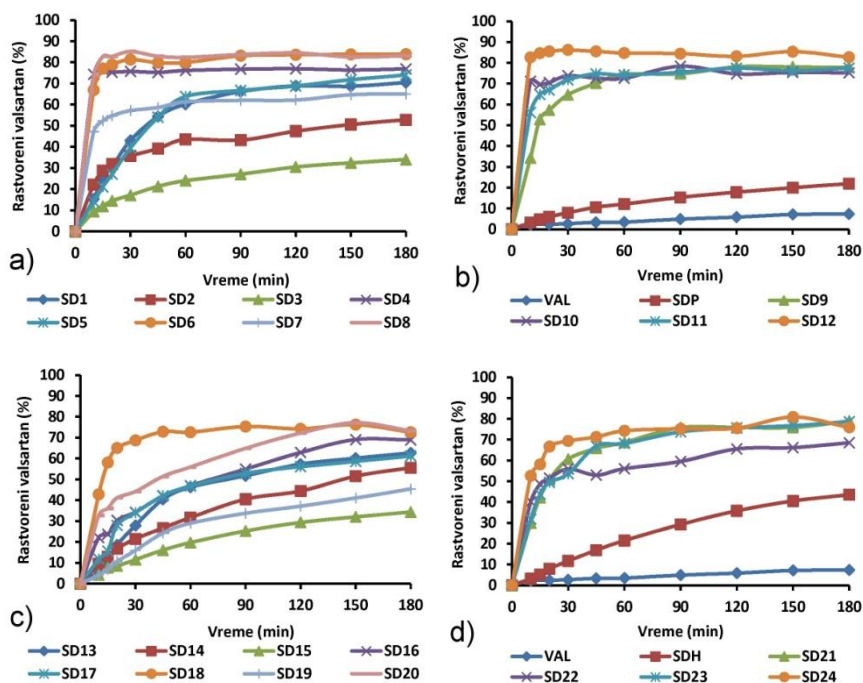 Rastvoreni valsartan (%)
100
90
80
70
60
50
40
30
20
10
0
0 30 60 90 120 150 180
Vreme (min)
a)
SD1 SD2 SD3 SD4
SD5 SD6 SD7 SD8
Rastvoreni valsartan (%)
100
90
80
70
60
50
40
30
20
10
0
0 30 60 90 120 150 180
Vreme (min)
b)
VAL SDP SD9
SD10 SD11 SD12
Rastvoreni valsartan (%)
100
90
80
70
60
50
40
30
20
10
0
0 30 60 90 120 150 180
Vreme (min)
c)
SD13 SD14 SD15 SD16
SD17 SD18 SD19 SD20
Rastvoreni valsartan (%)
100
90
80
70
60
50
40
30
20
10
0
0 30 60 90 120 150 180
Vreme (min)
d)
VAL SDH SD21
SD22 SD23 SD24